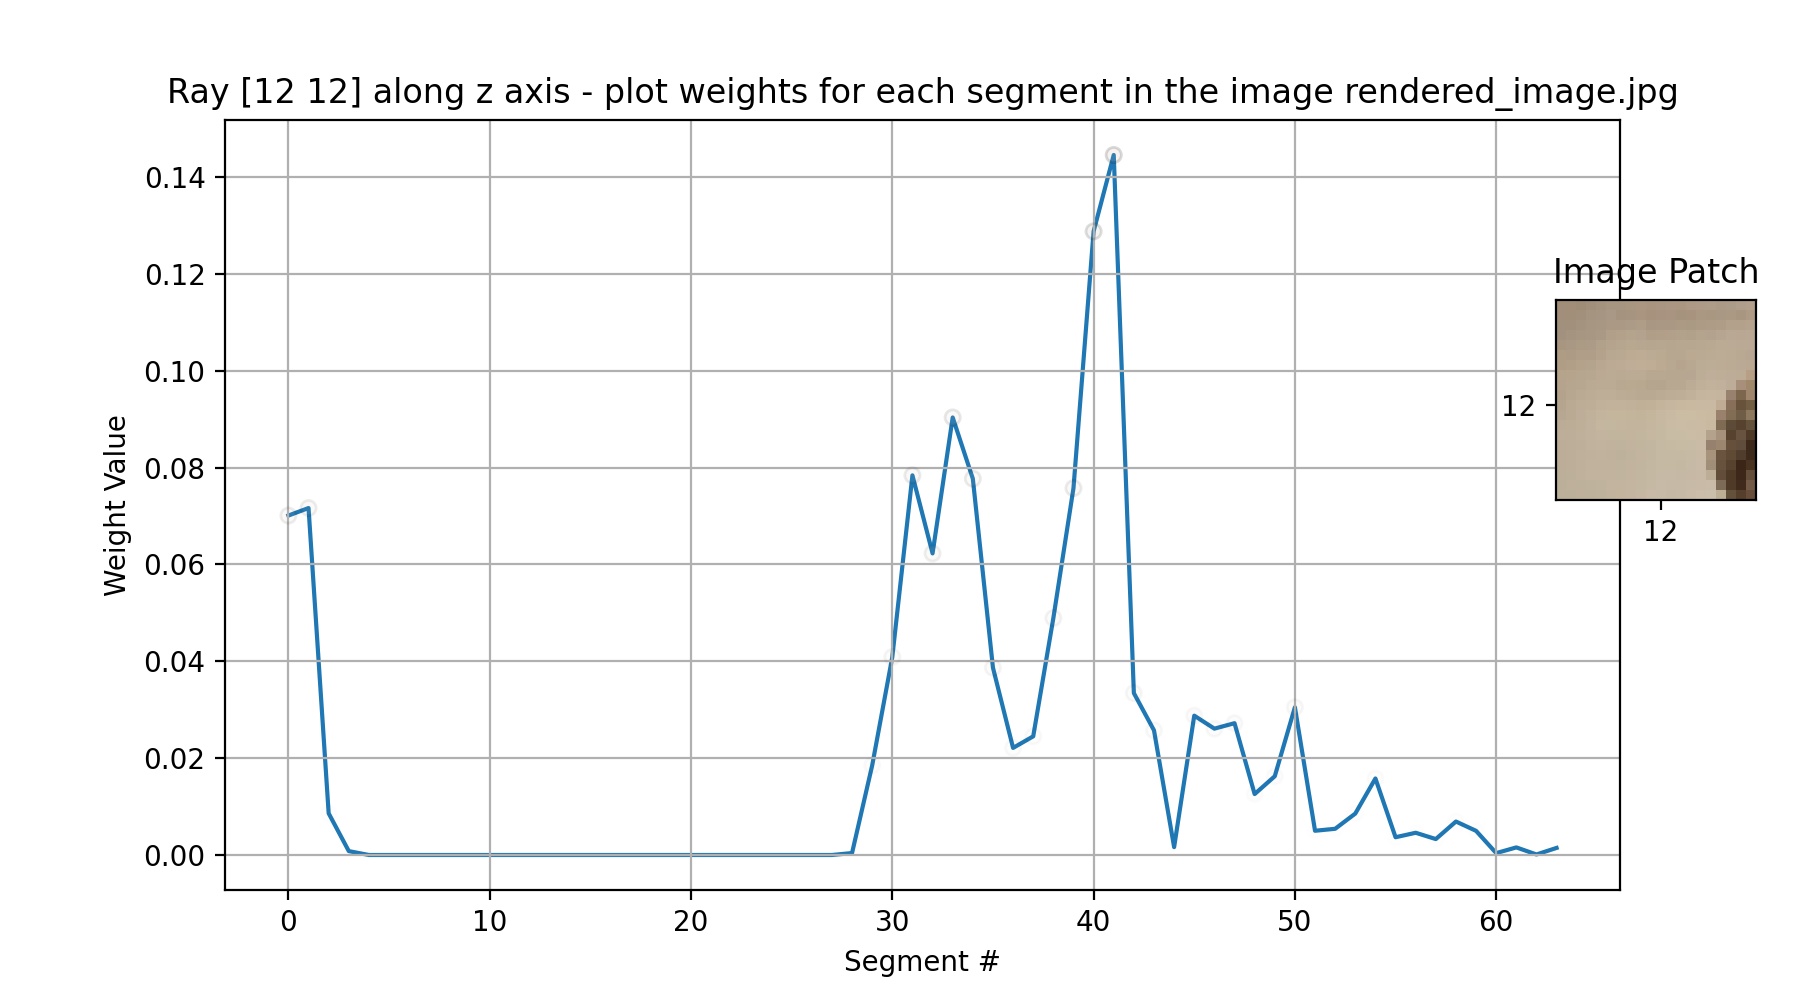 Ray [12 12] along z axis - plot weights for each segment in the image rendered_image.jpg
Weight Value
0.14
0.12
0.10
0.08
0.06
0.04
0.02
0.00
0 10 20 30 40 50 60
Segment #
Image Patch
12
12